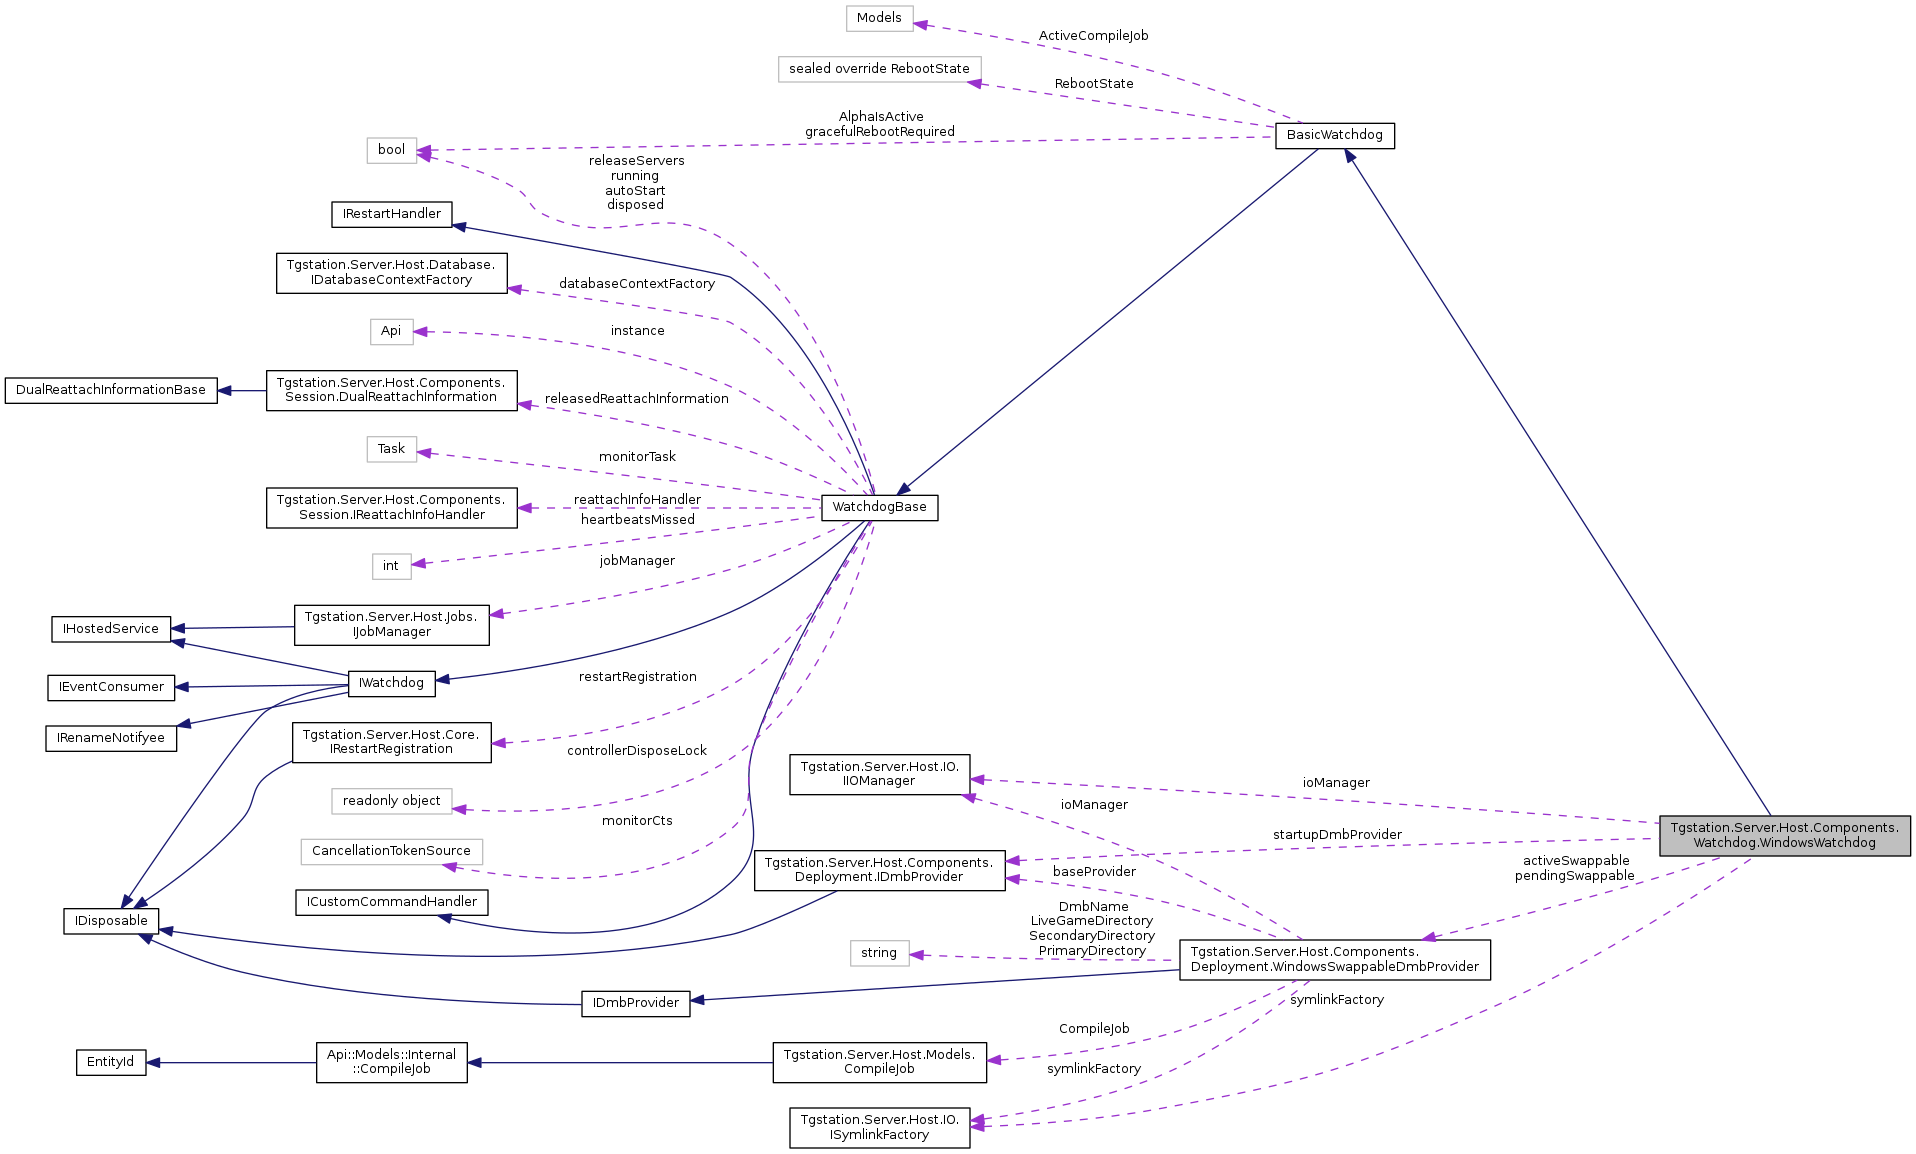 Models
ActiveCompileJob
sealed override RebootState
RebootState
AlphaIsActive
gracefulRebootRequired
BasicWatchdog
bool
releaseServers
running
autoStart
disposed
IRestartHandler
Tgstation.Server.Host.Database.
IDatabaseContextFactory
databaseContextFactory
Api
instance
DualReattachInformationBase
Tgstation.Server.Host.Components.
Session.DualReattachInformation
releasedReattachInformation
Task
monitorTask
Tgstation.Server.Host.Components.
Session.IReattachInfoHandler
reattachInfoHandler
heartbeatsMissed
WatchdogBase
int
jobManager
IHostedService
Tgstation.Server.Host.Jobs.
IJobManager
IEventConsumer
IWatchdog
restartRegistration
IRenameNotifyee
Tgstation.Server.Host.Core.
IRestartRegistration
controllerDisposeLock
Tgstation.Server.Host.IO.
IIOManager
ioManager
ioManager
readonly object
monitorCts
startupDmbProvider
Tgstation.Server.Host.Components.
Watchdog.WindowsWatchdog
CancellationTokenSource
Tgstation.Server.Host.Components.
Deployment.IDmbProvider
baseProvider
activeSwappable
pendingSwappable
ICustomCommandHandler
IDisposable
DmbName
LiveGameDirectory
SecondaryDirectory
PrimaryDirectory
string
Tgstation.Server.Host.Components.
Deployment.WindowsSwappableDmbProvider
IDmbProvider
symlinkFactory
CompileJob
EntityId
Api::Models::Internal
::CompileJob
Tgstation.Server.Host.Models.
CompileJob
symlinkFactory
Tgstation.Server.Host.IO.
ISymlinkFactory